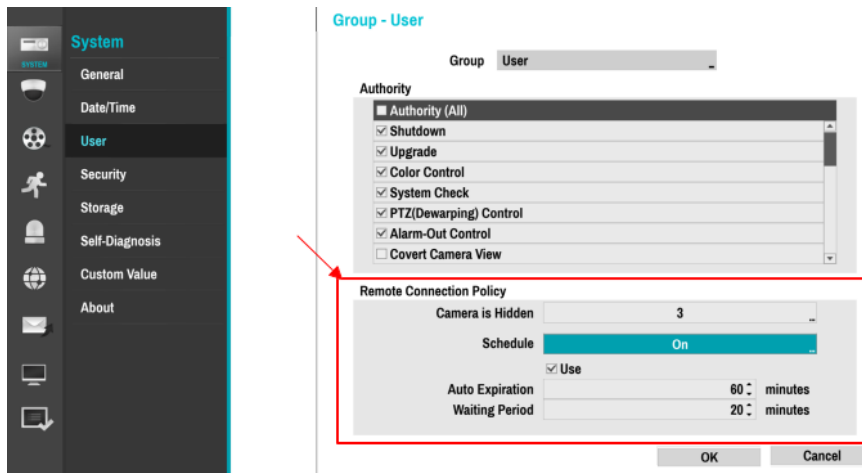 Group - User
System
SYSTEM
General
Date/Time
User
Security
Storage
Self-Diagnosis
Custom Value
About
Group User
Authority
Authority (All)
Shutdown
Upgrade
Color Control
System Check
PTZ(Dewarping) Control
Alarm-Out Control
Covert Camera View
Remote Connection Policy
Camera is Hidden 3
Schedule On
Use
Auto Expiration 60 minutes
Waiting Period 20 minutes
OK Cancel